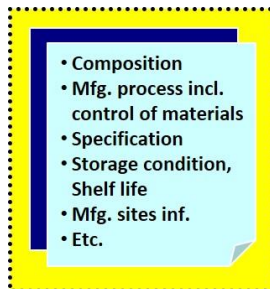 • Composition
• Mfg. process incl.
control of materials
• Specification
• Storage condition,
Shelf life
• Mfg. sites inf.
• Etc.